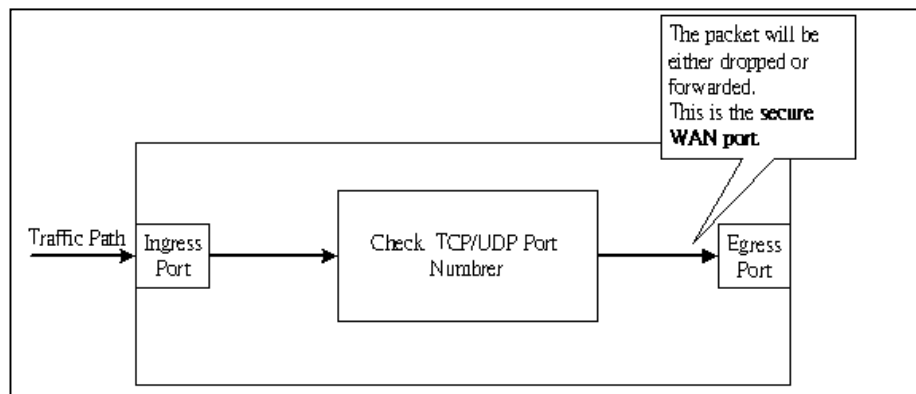 The packet will be
either dropped or
forwarded.
This is the secure
WAN port.
Traffic Path
Ingress
Port
Check TCP/UDP Port
Numbrer
Egress
Port